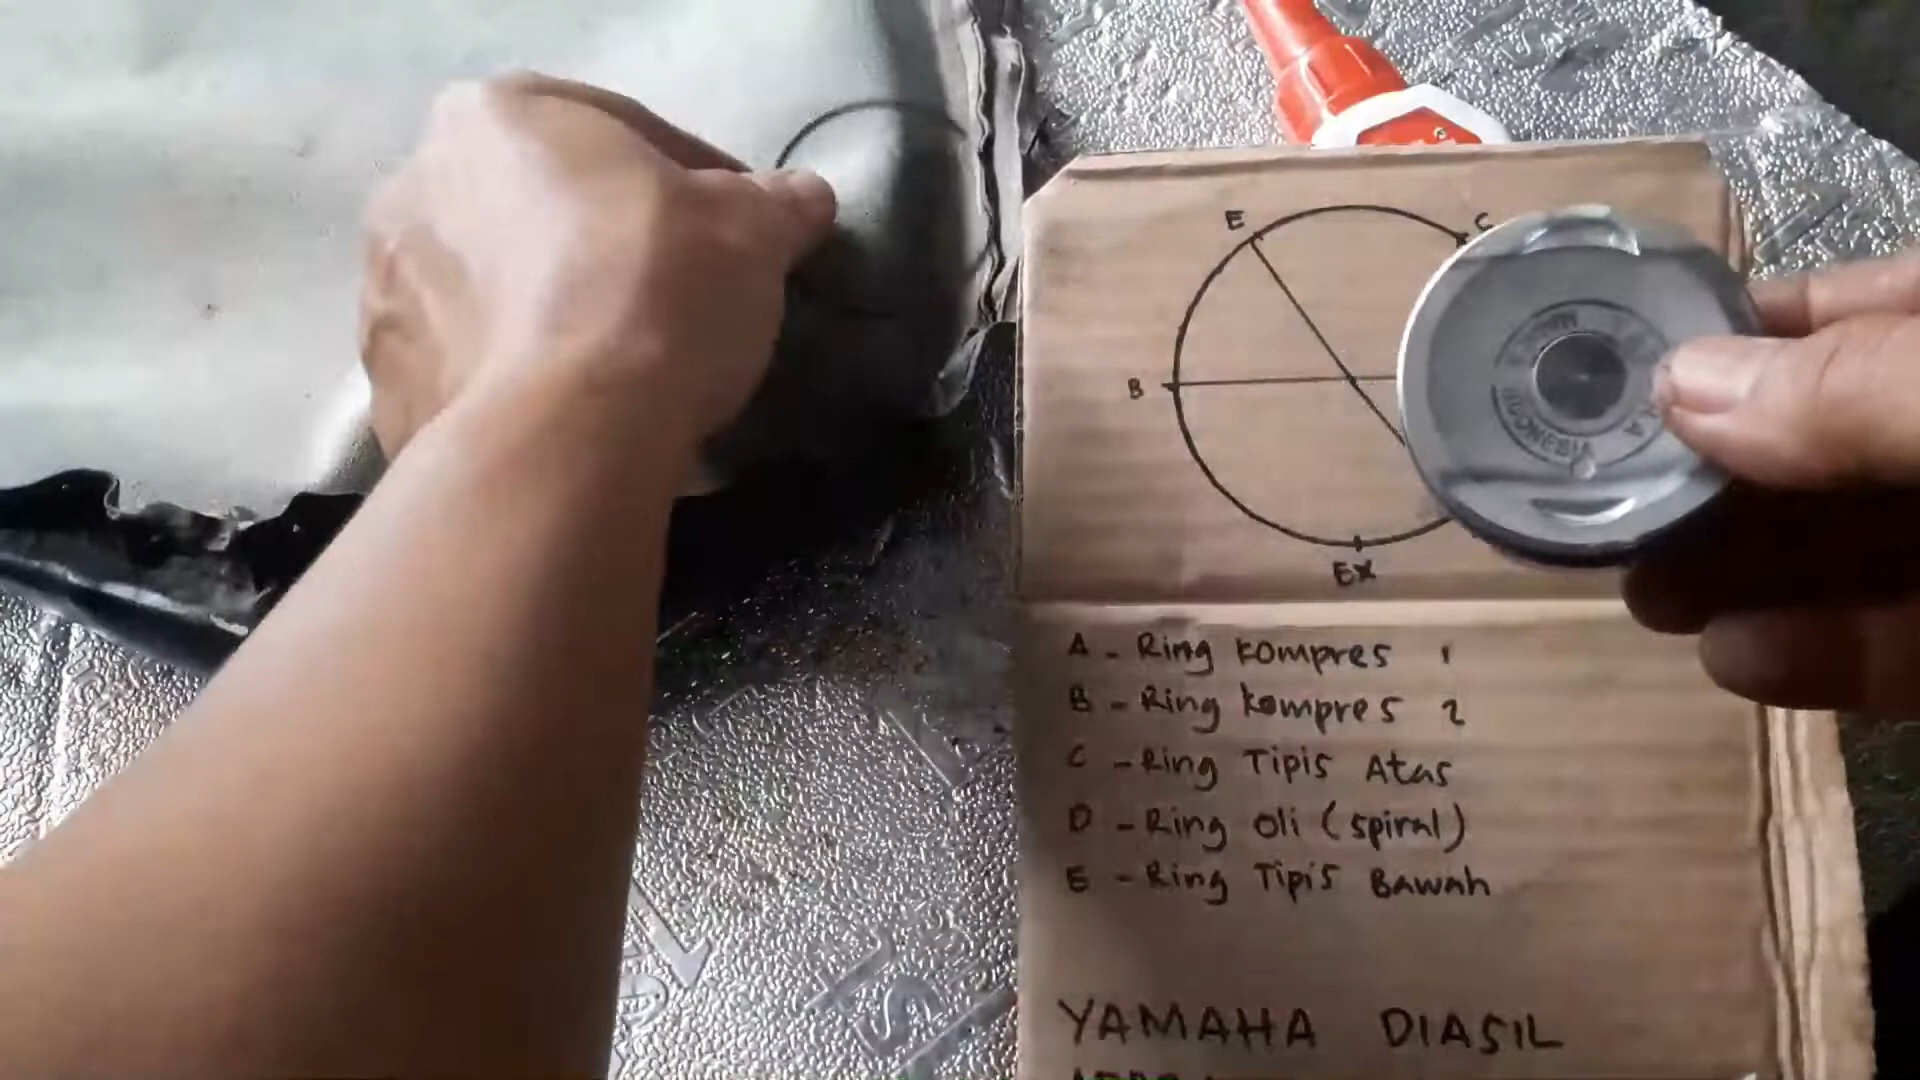 E
C
B
EX
INDONESIA
A - Ring Kompres 1
B - Ring Kompres 2
C - Ring Tipis Atas
D - Ring Oli (spiral)
E - Ring Tipis Bawah
YAMAHA DIASIL